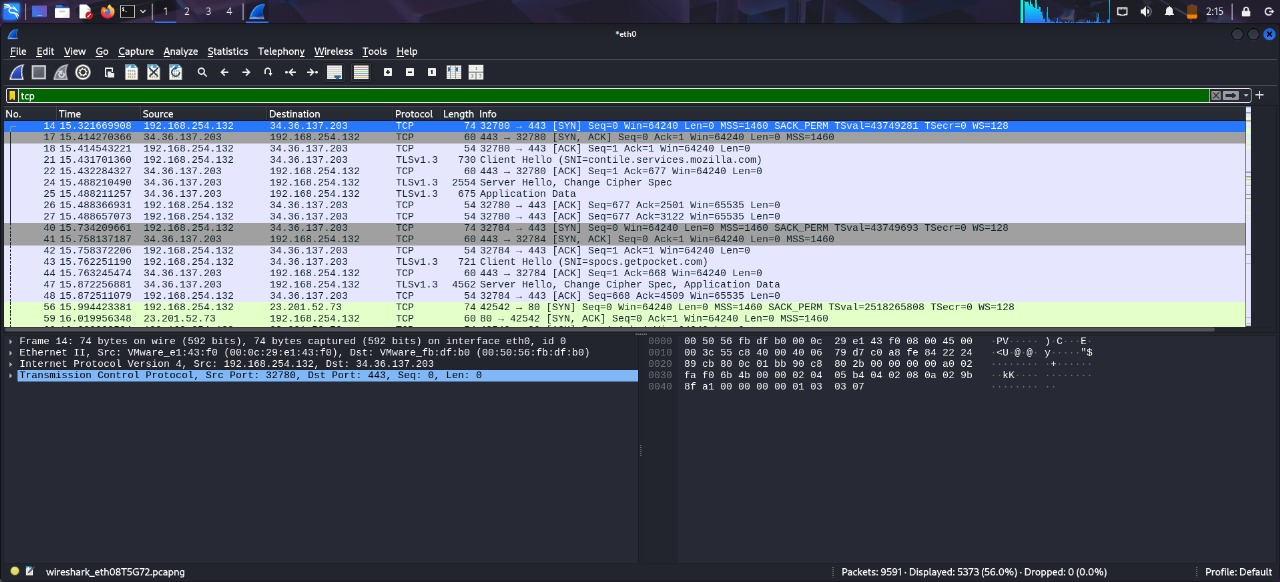 1 2 3 4 2:15
*eth0
File Edit View Go Capture Analyze Statistics Telephony Wireless Tools Help
tcp
No. Time Source Destination Protocol Length Info
14 15.321669908 192.168.254.132 34.36.137.203 TCP 74 32780 → 443 [SYN] Seq=0 Win=64240 Len=0 MSS=1460 SACK_PERM TSval=43749281 TSecr=0 WS=128
17 15.414270366 34.36.137.203 192.168.254.132 TCP 60 443 → 32780 [SYN, ACK] Seq=0 Ack=1 Win=64240 Len=0 MSS=1460
18 15.414543221 192.168.254.132 34.36.137.203 TCP 54 32780 → 443 [ACK] Seq=1 Ack=1 Win=64240 Len=0
21 15.431701360 192.168.254.132 34.36.137.203 TLSv1.3 730 Client Hello (SNI=contile.services.mozilla.com)
22 15.432284327 34.36.137.203 192.168.254.132 TCP 60 443 → 32780 [ACK] Seq=1 Ack=677 Win=64240 Len=0
24 15.488210490 34.36.137.203 192.168.254.132 TLSv1.3 2554 Server Hello, Change Cipher Spec
25 15.488211257 34.36.137.203 192.168.254.132 TLSv1.3 675 Application Data
26 15.488366931 192.168.254.132 34.36.137.203 TCP 54 32780 → 443 [ACK] Seq=677 Ack=2501 Win=65535 Len=0
27 15.488657073 192.168.254.132 34.36.137.203 TCP 54 32780 → 443 [ACK] Seq=677 Ack=3122 Win=65535 Len=0
40 15.734209661 192.168.254.132 34.36.137.203 TCP 74 32784 → 443 [SYN] Seq=0 Win=64240 Len=0 MSS=1460 SACK_PERM TSval=43749693 TSecr=0 WS=128
41 15.758137187 34.36.137.203 192.168.254.132 TCP 60 443 → 32784 [SYN, ACK] Seq=0 Ack=1 Win=64240 Len=0 MSS=1460
42 15.758372206 192.168.254.132 34.36.137.203 TCP 54 32784 → 443 [ACK] Seq=1 Ack=1 Win=64240 Len=0
43 15.762251190 192.168.254.132 34.36.137.203 TLSv1.3 721 Client Hello (SNI=spocs.getpocket.com)
44 15.763245474 34.36.137.203 192.168.254.132 TCP 60 443 → 32784 [ACK] Seq=1 Ack=668 Win=64240 Len=0
47 15.872256881 34.36.137.203 192.168.254.132 TLSv1.3 4562 Server Hello, Change Cipher Spec, Application Data
48 15.872511079 192.168.254.132 34.36.137.203 TCP 54 32784 → 443 [ACK] Seq=668 Ack=4509 Win=65535 Len=0
56 15.994423381 192.168.254.132 23.201.52.73 TCP 74 42542 → 80 [SYN] Seq=0 Win=64240 Len=0 MSS=1460 SACK_PERM TSval=2518265808 TSecr=0 WS=128
59 16.019956348 23.201.52.73 192.168.254.132 TCP 60 80 → 42542 [SYN, ACK] Seq=0 Ack=1 Win=64240 Len=0 MSS=1460
Frame 14: 74 bytes on wire (592 bits), 74 bytes captured (592 bits) on interface eth0, id 0
Ethernet II, Src: VMware_e1:43:f0 (00:0c:29:e1:43:f0), Dst: VMware_fb:df:b0 (00:50:56:fb:df:b0)
Internet Protocol Version 4, Src: 192.168.254.132, Dst: 34.36.137.203
Transmission Control Protocol, Src Port: 32780, Dst Port: 443, Seq: 0, Len: 0
0000 00 50 56 fb df b0 00 0c 29 e1 43 f0 08 00 45 00 ·PV····· )·C···E·
0010 00 3c 55 c8 40 00 40 06 79 d7 c0 a8 fe 84 22 24 ·<U·@·@· y·····"$
0020 89 cb 80 0c 01 bb 90 c8 80 2b 00 00 00 00 a0 02 ········ ·+······
0030 fa f0 6b 4b 00 00 02 04 05 b4 04 02 08 0a 02 9b ··kK···· ········
0040 8f a1 00 00 00 00 01 03 03 07 ········ ··
wireshark_eth08T5G72.pcapng Packets: 9591 · Displayed: 5373 (56.0%) · Dropped: 0 (0.0%) Profile: Default